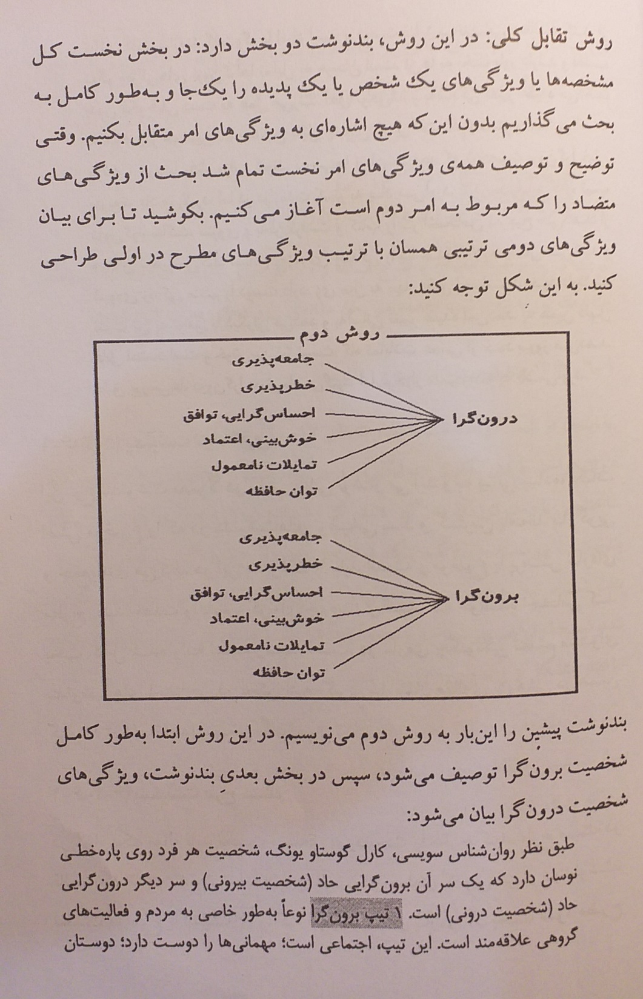 روش تقابل کلی: در این روش، بندنوشت دو بخش دارد: در بخش نخست کل
مشخصه‌ها یا ویژگی‌های یک شخص یا یک پدیده را یک‌جا و به‌طور کامل به
بحث می‌گذاریم بدون این‌که هیچ اشاره‌ای به ویژگی‌های امر متقابل بکنیم. وقتی
توضیح و توصیف همه‌ی ویژگی‌های امر نخست تمام شد بحث از ویژگی‌های
متضاد را که مربوط به امر دوم است آغاز می‌کنیم. بکوشید تا برای بیان
ویژگی‌های دومی ترتیبی همسان با ترتیب ویژگی‌های مطرح در اولی طراحی
کنید. به این شکل توجه کنید:
روش دوم
جامعه‌پذیری
خطرپذیری
احساس‌گرایی، توافق
درون‌گرا
خوش‌بینی، اعتماد
تمایلات نامعمول
توان حافظه
جامعه‌پذیری
خطرپذیری
احساس‌گرایی، توافق
برون‌گرا
خوش‌بینی، اعتماد
تمایلات نامعمول
توان حافظه
بندنوشت پیشین را این‌بار به روش دوم می‌نویسیم. در این روش ابتدا به‌طور کامل
شخصیت برون‌گرا توصیف می‌شود، سپس در بخش بعدیِ بندنوشت، ویژگی‌های
شخصیت درون‌گرا بیان می‌شود:
طبق نظر روان‌شناس سویسی، کارل گوستاو یونگ، شخصیت هر فرد روی پاره‌خطی
نوسان دارد که یک سر آن برون‌گرایی حاد (شخصیت بیرونی) و سر دیگر درون‌گرایی
حاد (شخصیت درونی) است. ۱ تیپ برون‌گرا نوعاً به‌طور خاصی به مردم و فعالیت‌های
گروهی علاقه‌مند است. این تیپ، اجتماعی است؛ مهمانی‌ها را دوست دارد؛ دوستان